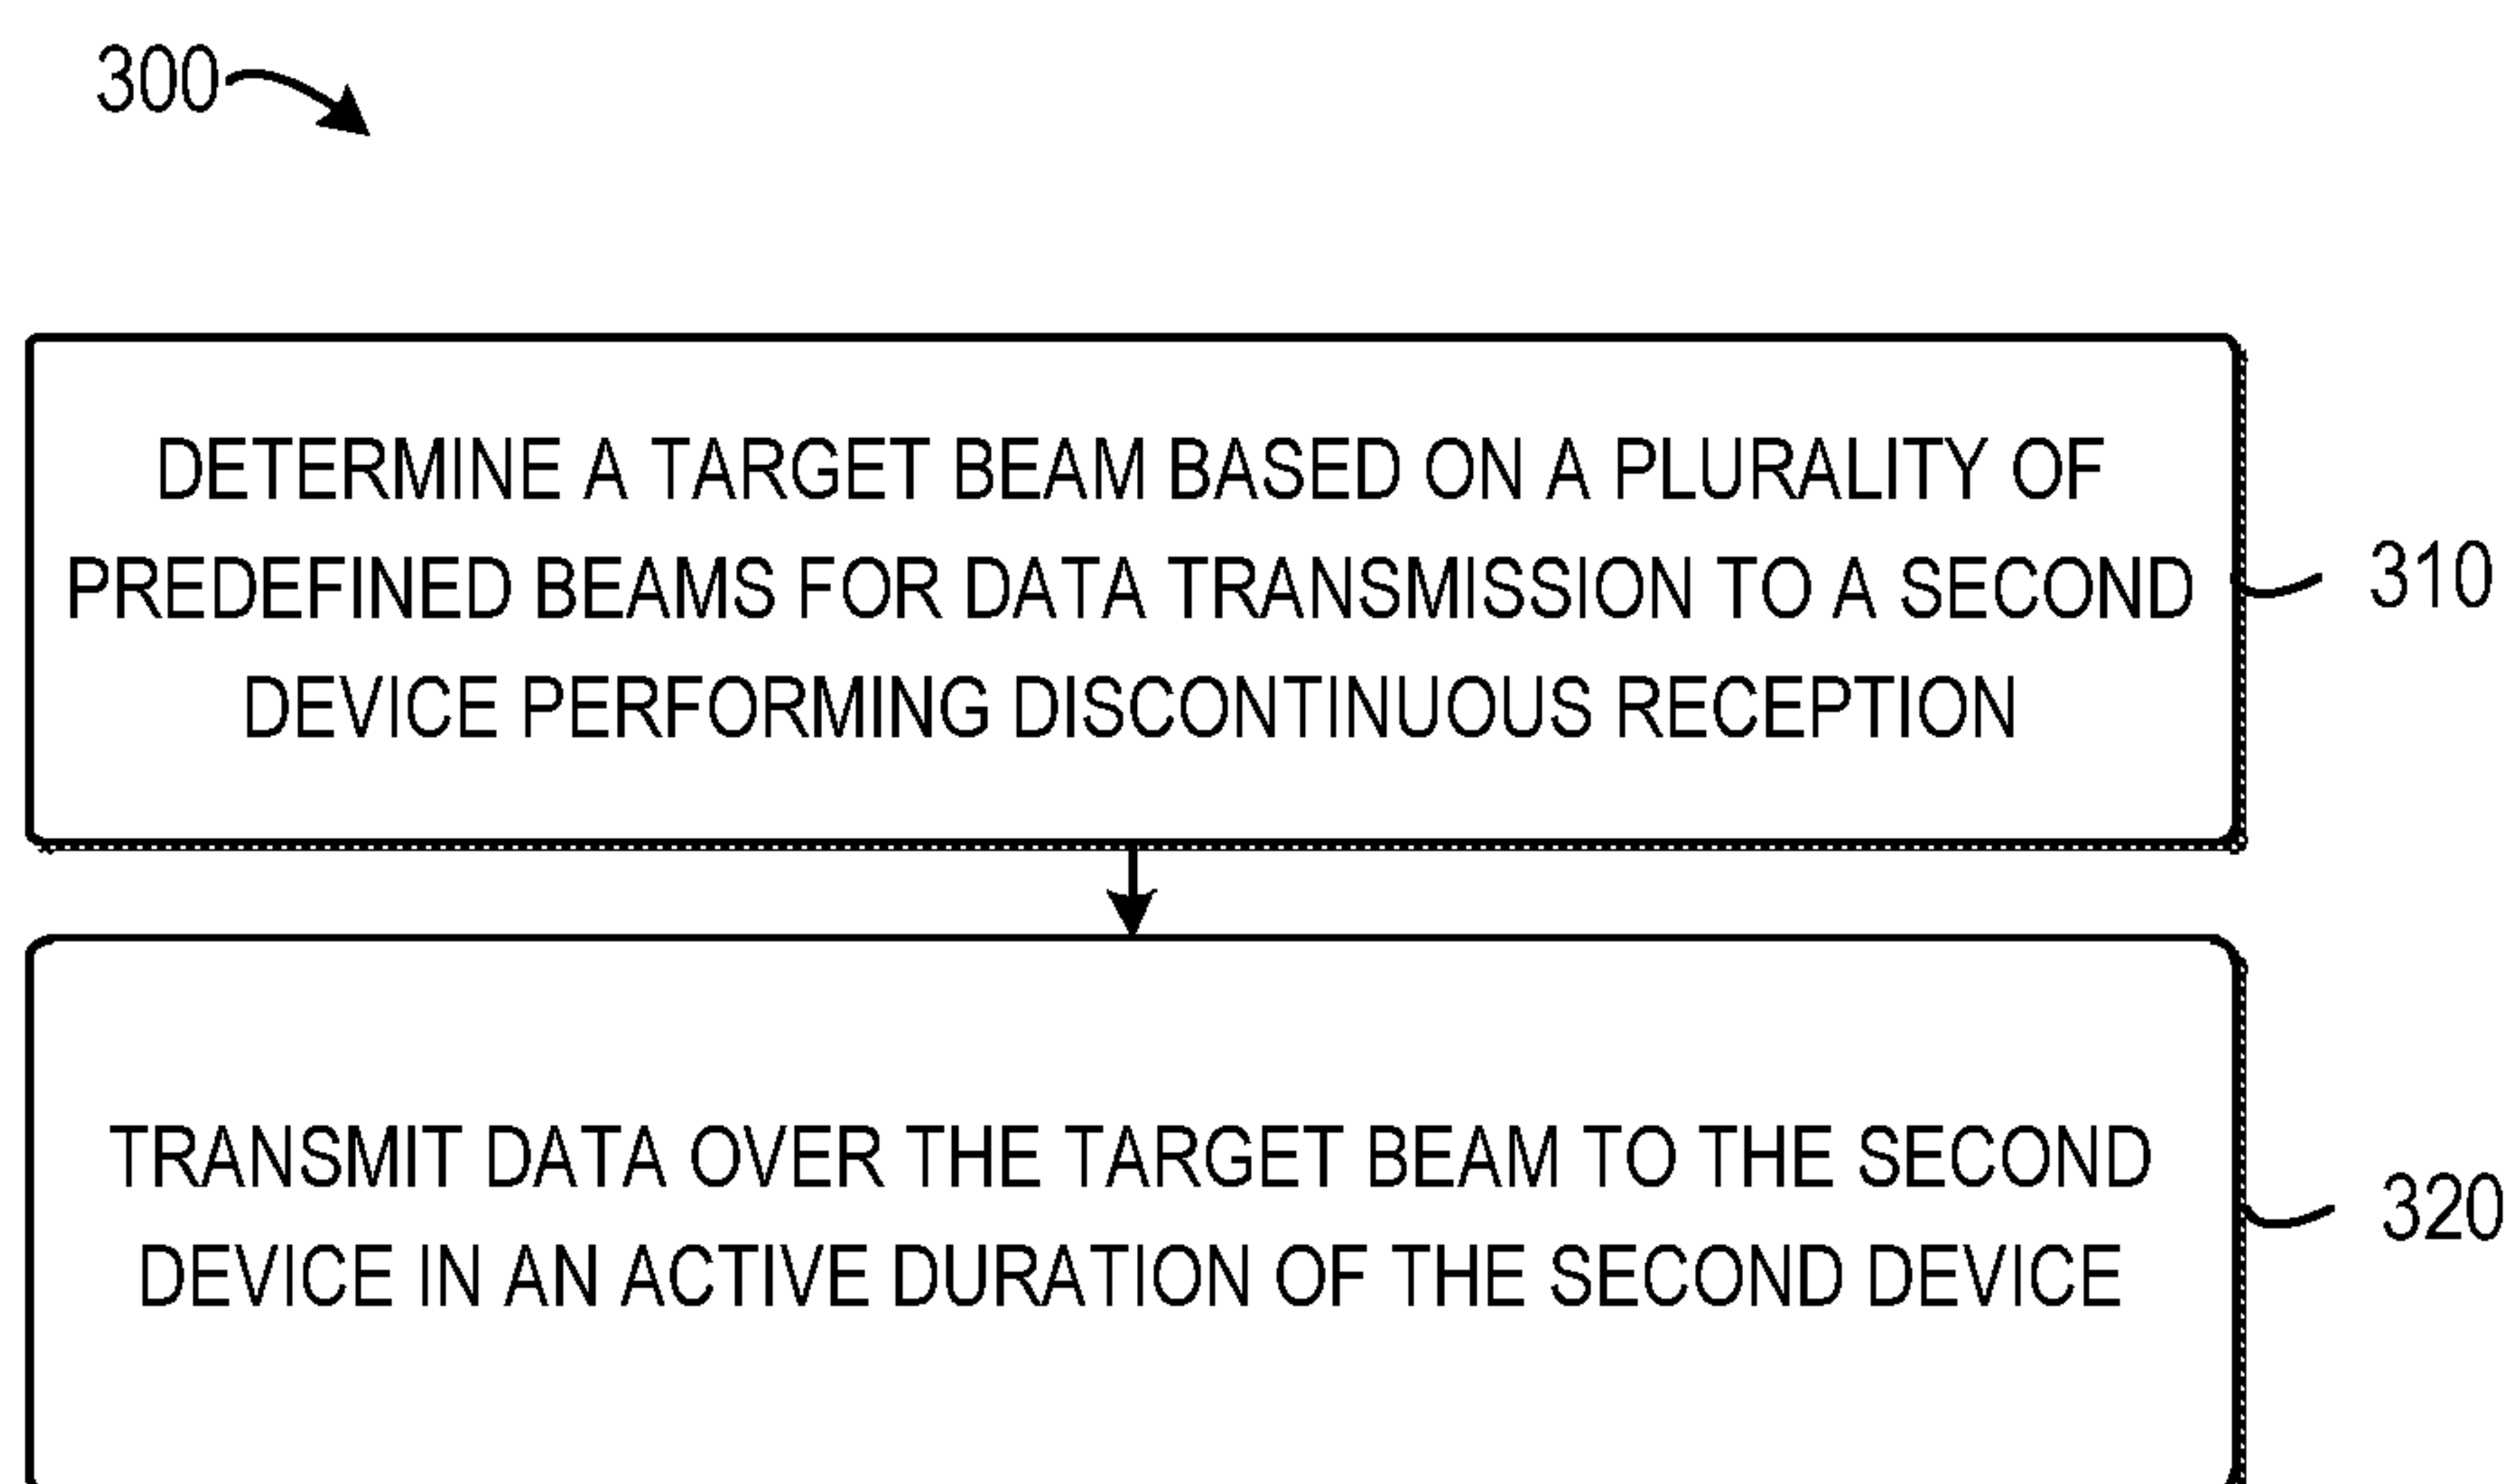 300
DETERMINE A TARGET BEAM BASED ON A PLURALITY OF
PREDEFINED BEAMS FOR DATA TRANSMISSION TO A SECOND
DEVICE PERFORMING DISCONTINUOUS RECEPTION
310
TRANSMIT DATA OVER THE TARGET BEAM TO THE SECOND
DEVICE IN AN ACTIVE DURATION OF THE SECOND DEVICE
320